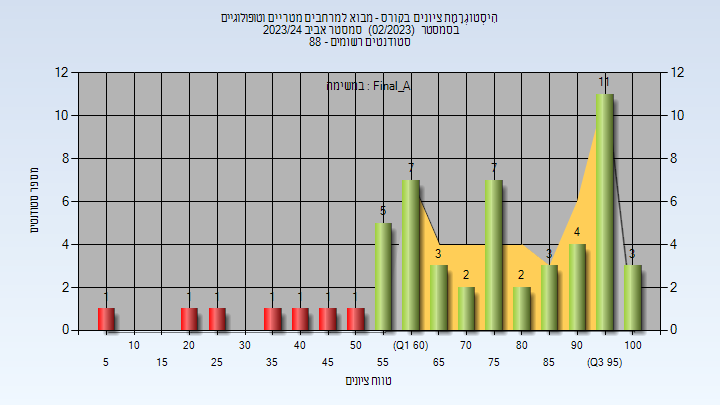 היסטוגרמת ציונים בקורס - מבוא למרחבים מטריים וטופולוגיים
בסמסטר (02/2023) סמסטר אביב 2023/24
סטודנטים רשומים - 88
במשימה : Final_A
מספר סטודנטים
12 12
10 10
8 8
6 6
4 4
2 2
0 0
1 1 1 1 1 1 1 5 7 3 2 7 2 3 4 11 3
10 20 30 40 50 (Q1 60) 70 80 90 100
5 15 25 35 45 55 65 75 85 (Q3 95)
טווח ציונים